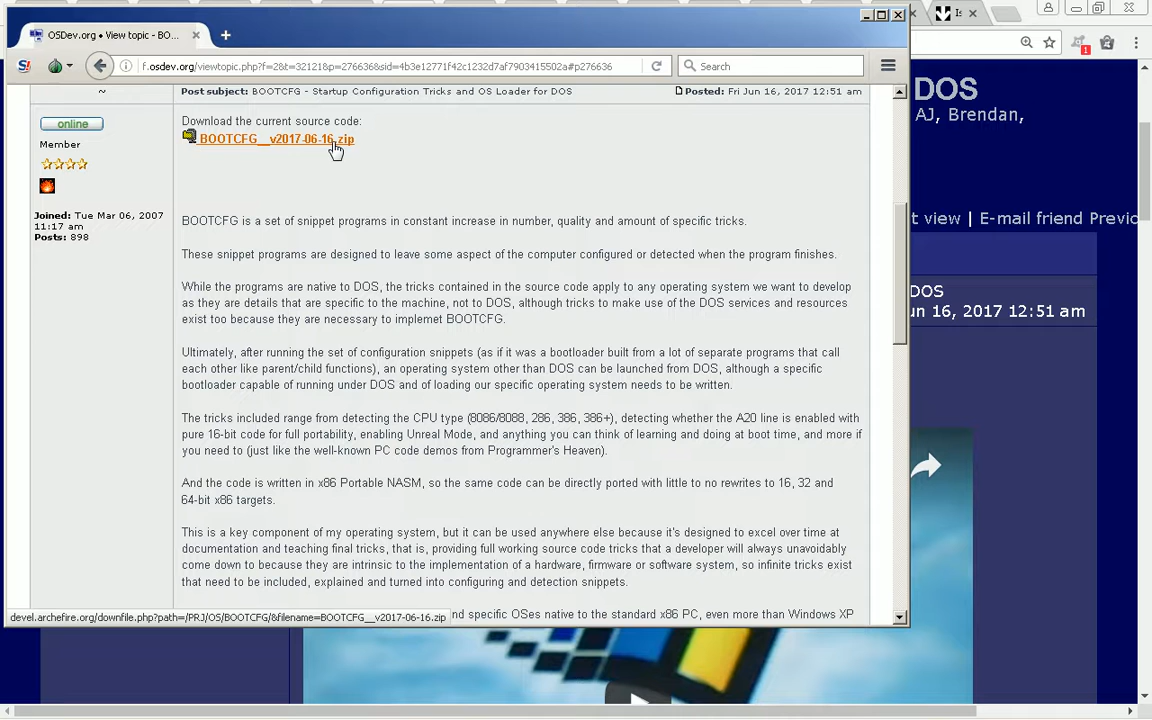 OSDev.org • View topic - BO...
f.osdev.org/viewtopic.php?f=2&t=32121&p=276636&sid=4b3e12771f42c1232d7af7903415502a#p276636
Search
~
Post subject: BOOTCFG - Startup Configuration Tricks and OS Loader for DOS
Posted: Fri Jun 16, 2017 12:51 am
online
Member
Joined: Tue Mar 06, 2007
11:17 am
Posts: 898
Download the current source code:
BOOTCFG__v2017-06-16.zip
BOOTCFG is a set of snippet programs in constant increase in number, quality and amount of specific tricks.
These snippet programs are designed to leave some aspect of the computer configured or detected when the program finishes.
While the programs are native to DOS, the tricks contained in the source code apply to any operating system we want to develop
as they are details that are specific to the machine, not to DOS, although tricks to make use of the DOS services and resources
exist too because they are necessary to implemet BOOTCFG.
Ultimately, after running the set of configuration snippets (as if it was a bootloader built from a lot of separate programs that call
each other like parent/child functions), an operating system other than DOS can be launched from DOS, although a specific
bootloader capable of running under DOS and of loading our specific operating system needs to be written.
The tricks included range from detecting the CPU type (8086/8088, 286, 386, 386+), detecting whether the A20 line is enabled with
pure 16-bit code for full portability, enabling Unreal Mode, and anything you can think of learning and doing at boot time, and more if
you need to (just like the well-known PC code demos from Programmer's Heaven).
And the code is written in x86 Portable NASM, so the same code can be directly ported with little to no rewrites to 16, 32 and
64-bit x86 targets.
This is a key component of my operating system, but it can be used anywhere else because it's designed to excel over time at
documentation and teaching final tricks, that is, providing full working source code tricks that a developer will always unavoidably
come down to because they are intrinsic to the implementation of a hardware, firmware or software system, so infinite tricks exist
that need to be included, explained and turned into configuring and detection snippets.
nd specific OSes native to the standard x86 PC, even more than Windows XP
devel.archefire.org/downfile.php?path=/PRJ/OS/BOOTCFG/&filename=BOOTCFG__v2017-06-16.zip
Is
1
DOS
AJ, Brendan,
t view | E-mail friend Previo
DOS
un 16, 2017 12:51 am